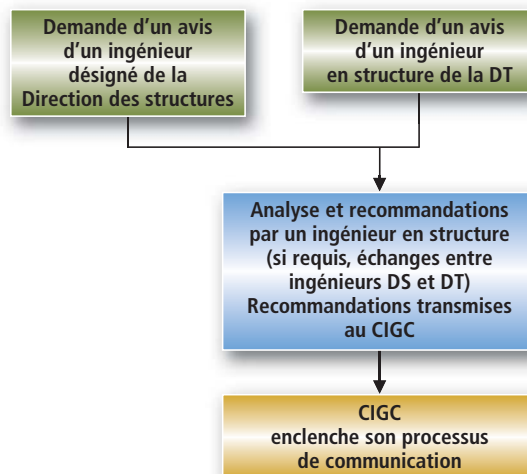 Demande d'un avis
d'un ingénieur
désigné de la
Direction des structures
Demande d'un avis
d'un ingénieur
en structure de la DT
Analyse et recommandations
par un ingénieur en structure
(si requis, échanges entre
ingénieurs DS et DT)
Recommandations transmises
au CIGC
CIGC
enclenche son processus
de communication